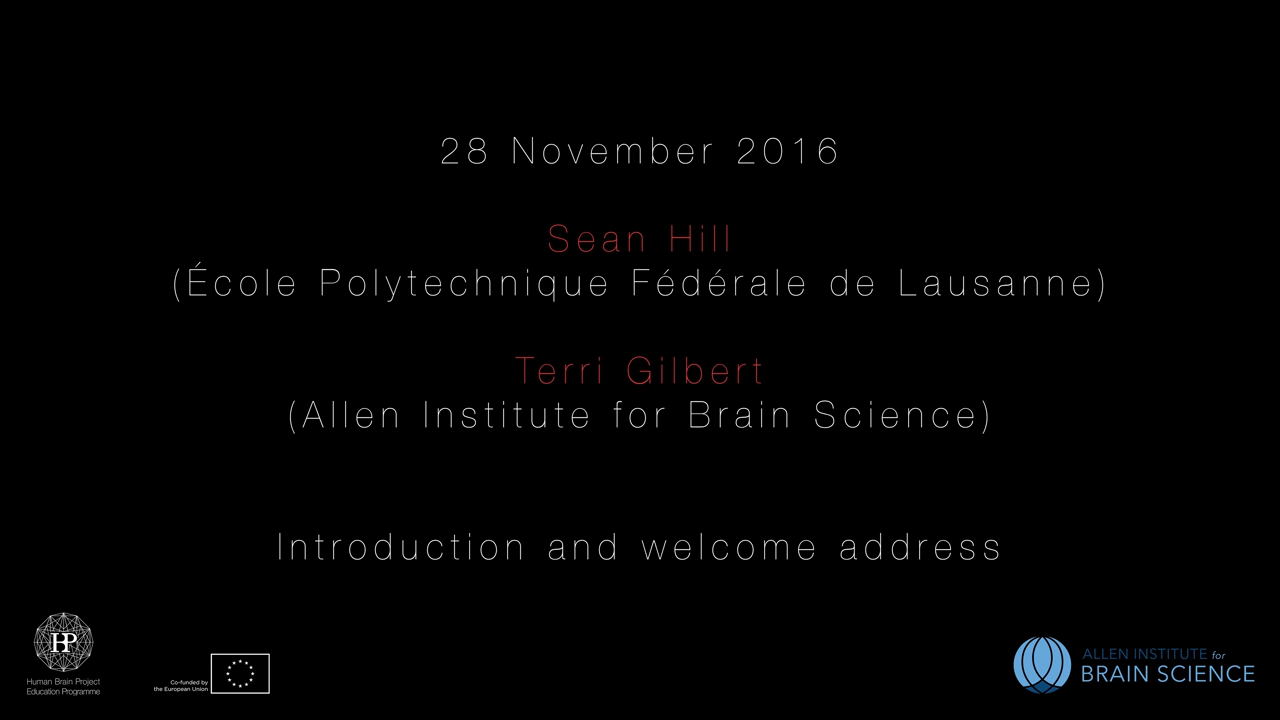 28 November 2016
Sean Hill
(École Polytechnique Fédérale de Lausanne)
Terri Gilbert
(Allen Institute for Brain Science)
Introduction and welcome address
HP
Human Brain Project
Education Programme
Co-funded by
the European Union
ALLEN INSTITUTE for
BRAIN SCIENCE